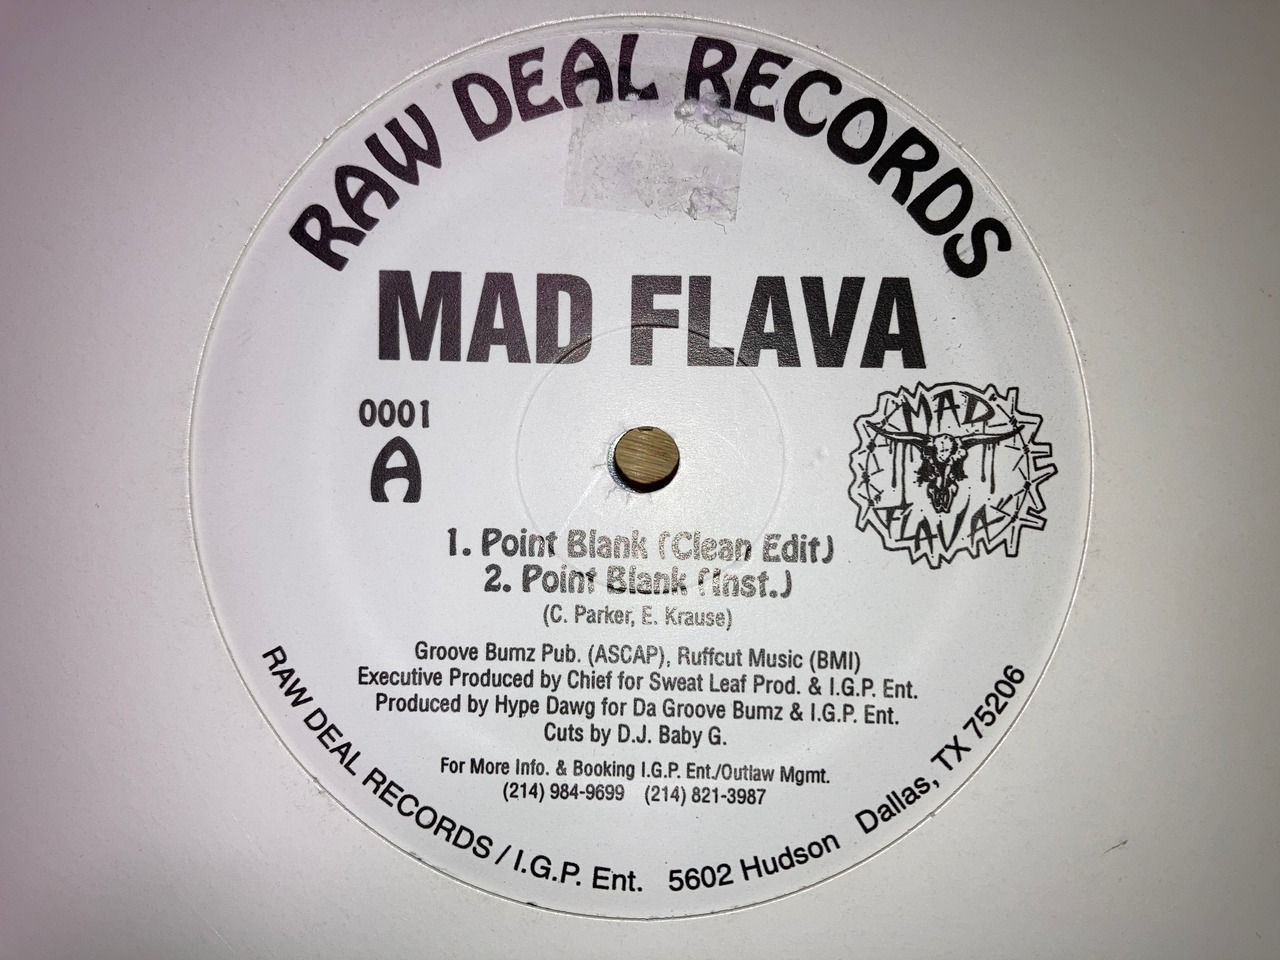 RAW DEAL RECORDS
MAD FLAVA
0001
A
MAD
FLAVA
1. Point Blank (Clean Edit)
2. Point Blank (Inst.)
(C. Parker, E. Krause)
Groove Bumz Pub. (ASCAP), Ruffcut Music (BMI)
Executive Produced by Chief for Sweat Leaf Prod. & I.G.P. Ent.
Produced by Hype Dawg for Da Groove Bumz & I.G.P. Ent.
Cuts by D.J. Baby G.
For More Info. & Booking I.G.P. Ent./Outlaw Mgmt.
(214) 984-9699 (214) 821-3987
RAW DEAL RECORDS / I.G.P. Ent. 5602 Hudson Dallas, TX 75206